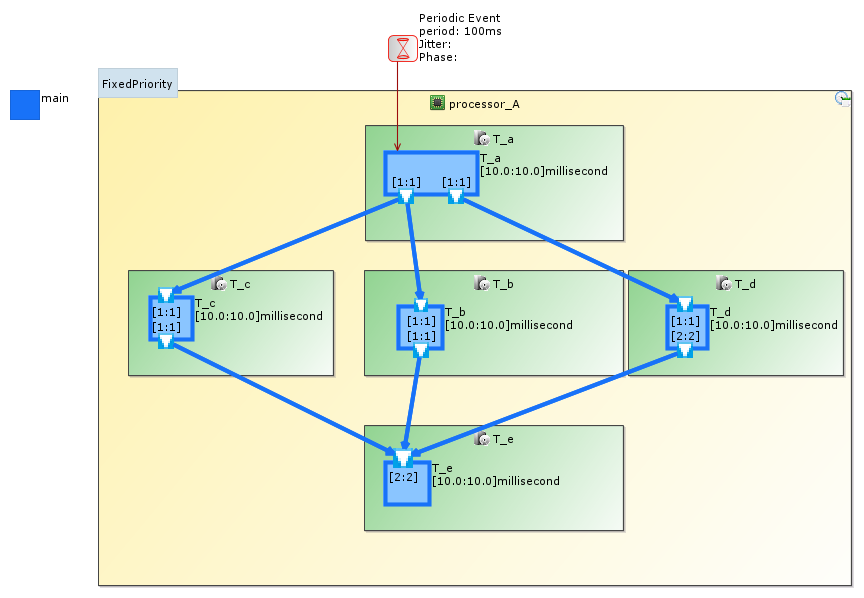 Periodic Event
period: 100ms
Jitter:
Phase:
FixedPriority
main
processor_A
T_a
T_a
[10.0:10.0]millisecond
[1:1] [1:1]
T_c
T_c
[10.0:10.0]millisecond
[1:1]
[1:1]
T_b
T_b
[10.0:10.0]millisecond
[1:1]
[1:1]
T_d
T_d
[10.0:10.0]millisecond
[1:1]
[2:2]
T_e
T_e
[10.0:10.0]millisecond
[2:2]